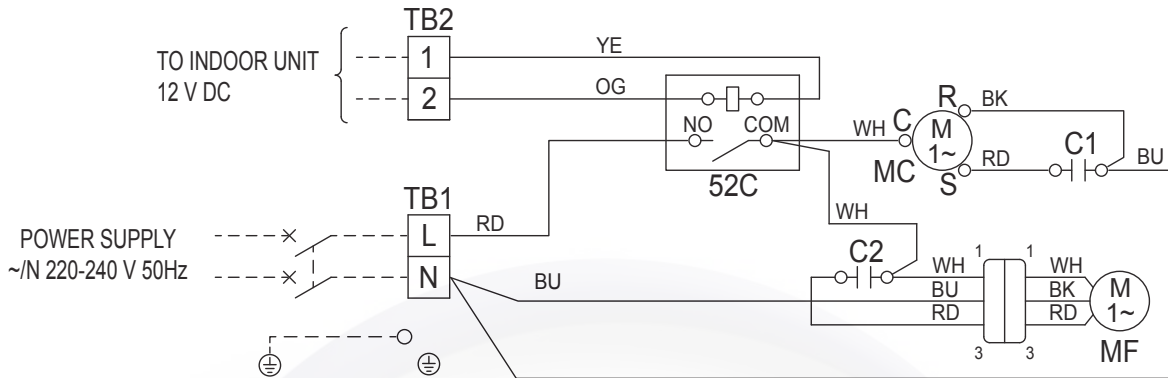 TB2
TO INDOOR UNIT
12 V DC
1
YE
2
OG
NO
COM
52C
WH
C
R
M
1~
MC
S
BK
RD
C1
BU
TB1
POWER SUPPLY
~/N 220-240 V 50Hz
L
RD
N
BU
WH
C2
WH
BU
RD
1
1
3
3
WH
BK
RD
M
1~
MF